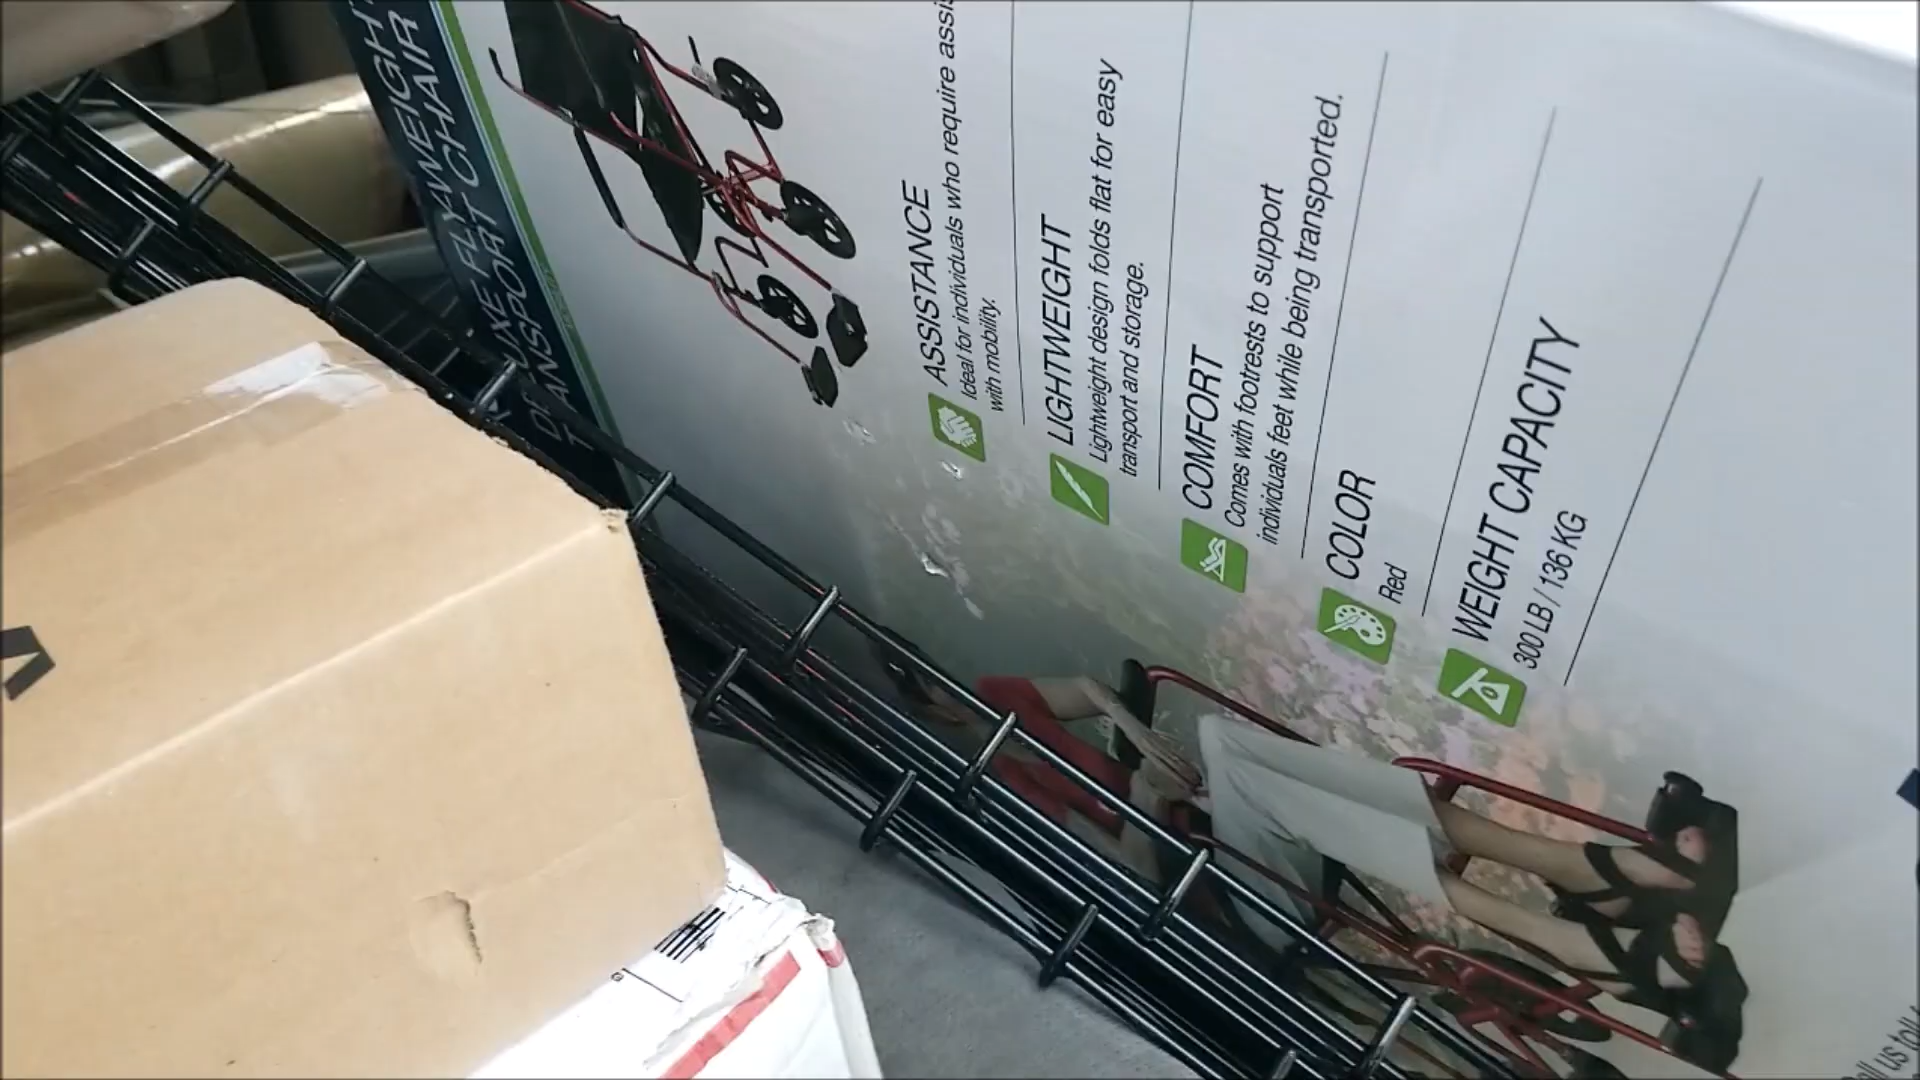 FLYWEIGHT
TRANSPORT CHAIR
ASSISTANCE
Ideal for individuals who require
with mobility.
LIGHTWEIGHT
Lightweight design folds flat for easy
transport and storage.
COMFORT
Comes with footrests to support
individuals feet while being transported.
COLOR
Red
WEIGHT CAPACITY
300 LB / 136 KG
us toll